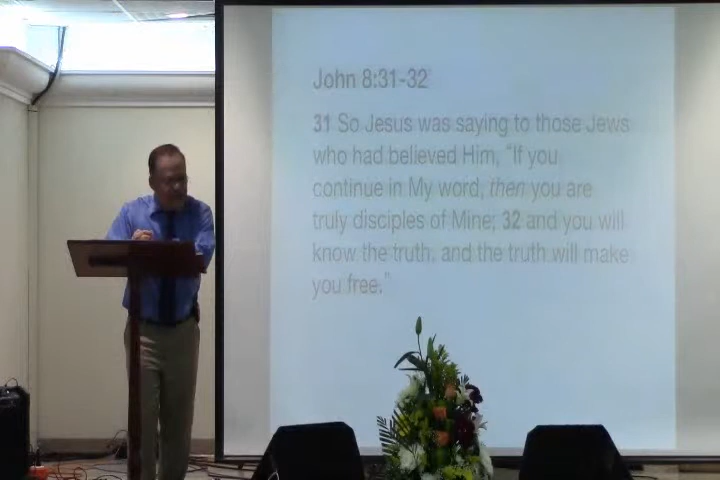 John 8:31-32
31 So Jesus was saying to those Jews
who had believed Him, "If you
continue in My word, then you are
truly disciples of Mine; 32 and you will
know the truth, and the truth will make
you free."